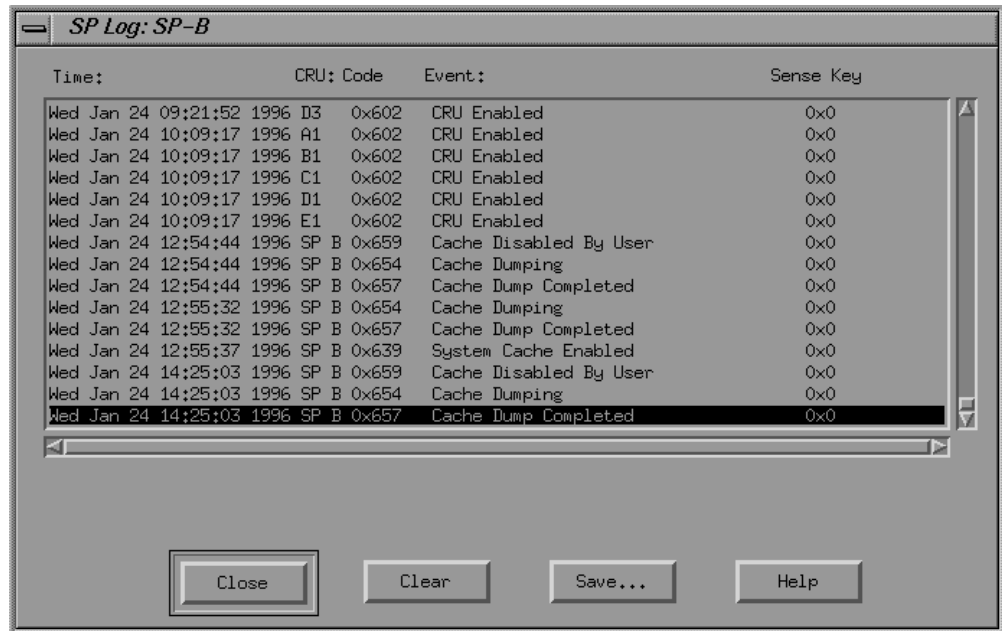 SP Log: SP-B
Time: CRU: Code Event: Sense Key
Wed Jan 24 09:21:52 1996 D3 0x602 CRU Enabled 0x0
Wed Jan 24 10:09:17 1996 A1 0x602 CRU Enabled 0x0
Wed Jan 24 10:09:17 1996 B1 0x602 CRU Enabled 0x0
Wed Jan 24 10:09:17 1996 C1 0x602 CRU Enabled 0x0
Wed Jan 24 10:09:17 1996 D1 0x602 CRU Enabled 0x0
Wed Jan 24 10:09:17 1996 E1 0x602 CRU Enabled 0x0
Wed Jan 24 12:54:44 1996 SP B 0x659 Cache Disabled By User 0x0
Wed Jan 24 12:54:44 1996 SP B 0x654 Cache Dumping 0x0
Wed Jan 24 12:54:44 1996 SP B 0x657 Cache Dump Completed 0x0
Wed Jan 24 12:55:32 1996 SP B 0x654 Cache Dumping 0x0
Wed Jan 24 12:55:32 1996 SP B 0x657 Cache Dump Completed 0x0
Wed Jan 24 12:55:37 1996 SP B 0x639 System Cache Enabled 0x0
Wed Jan 24 14:25:03 1996 SP B 0x659 Cache Disabled By User 0x0
Wed Jan 24 14:25:03 1996 SP B 0x654 Cache Dumping 0x0
Wed Jan 24 14:25:03 1996 SP B 0x657 Cache Dump Completed 0x0
Close Clear Save... Help